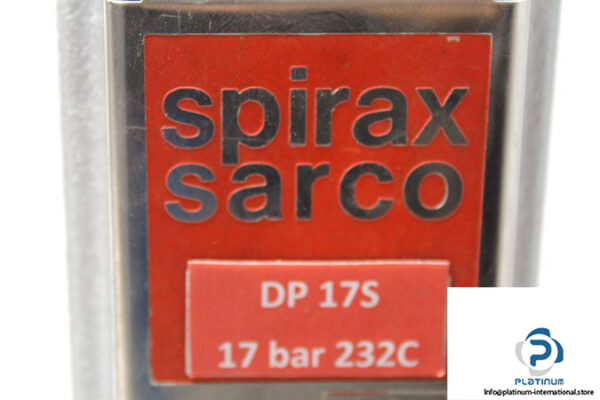 spirax
sarco
DP 17S
17 bar 232C
PLATINUM
Info@platinum-international.store